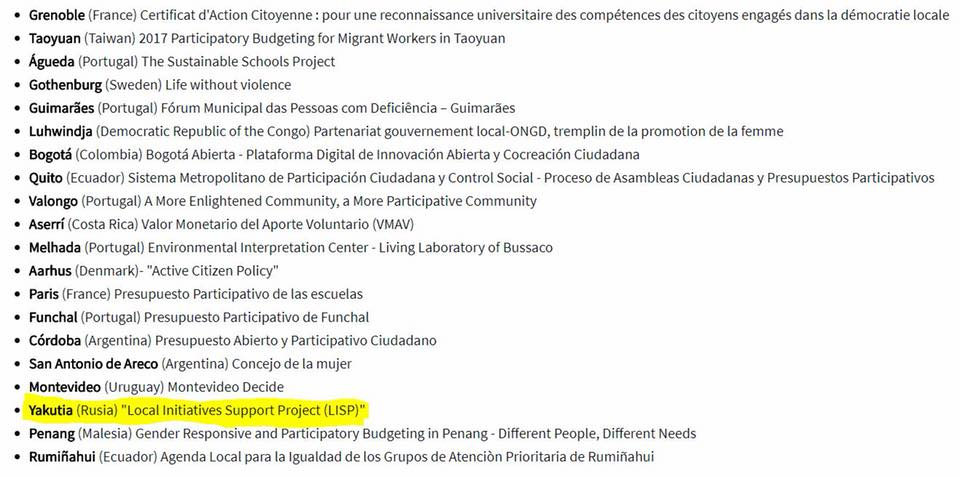 Grenoble (France) Certificat d'Action Citoyenne : pour une reconnaissance universitaire des compétences des citoyens engagés dans la démocratie locale
Taoyuan (Taiwan) 2017 Participatory Budgeting for Migrant Workers in Taoyuan
Águeda (Portugal) The Sustainable Schools Project
Gothenburg (Sweden) Life without violence
Guimarães (Portugal) Fórum Municipal das Pessoas com Deficiência – Guimarães
Luhwindja (Democratic Republic of the Congo) Partenariat gouvernement local-ONGD, tremplin de la promotion de la femme
Bogotá (Colombia) Bogotá Abierta - Plataforma Digital de Innovación Abierta y Cocreación Ciudadana
Quito (Ecuador) Sistema Metropolitano de Participación Ciudadana y Control Social - Proceso de Asambleas Ciudadanas y Presupuestos Participativos
Valongo (Portugal) A More Enlightened Community, a More Participative Community
Aserrí (Costa Rica) Valor Monetario del Aporte Voluntario (VMAV)
Melhada (Portugal) Environmental Interpretation Center - Living Laboratory of Bussaco
Aarhus (Denmark)- "Active Citizen Policy"
Paris (France) Presupuesto Participativo de las escuelas
Funchal (Portugal) Presupuesto Participativo de Funchal
Córdoba (Argentina) Presupuesto Abierto y Participativo Ciudadano
San Antonio de Areco (Argentina) Concejo de la mujer
Montevideo (Uruguay) Montevideo Decide
Yakutia (Rusia) "Local Initiatives Support Project (LISP)"
Penang (Malesia) Gender Responsive and Participatory Budgeting in Penang - Different People, Different Needs
Rumiñahui (Ecuador) Agenda Local para la Igualdad de los Grupos de Atenciòn Prioritaria de Rumiñahui